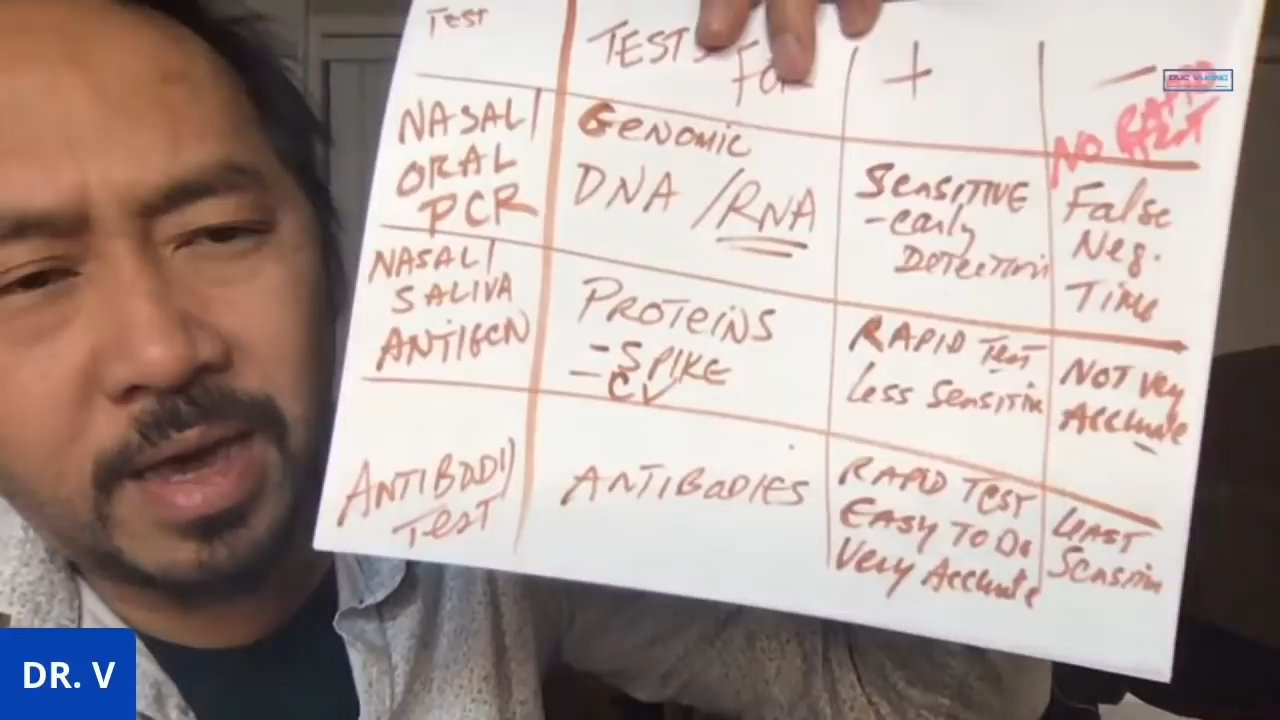 Test
TESTS FOR
+
-
NO RAPID TEST
NASAL/
ORAL
PCR
GENOMIC
DNA / RNA
SENSITIVE
- early
DETECTION
False
Neg.
Time
NASAL/
SALIVA
ANTIGEN
PROTEINS
- SPIKE
- CV
RAPID Test
Less Sensitive
NOT Very
Accurate
ANTIBODY
Test
ANTIBODIES
RAPID TEST
EASY TO Do
Very Accurate
LEAST
Sensitive
DR. V